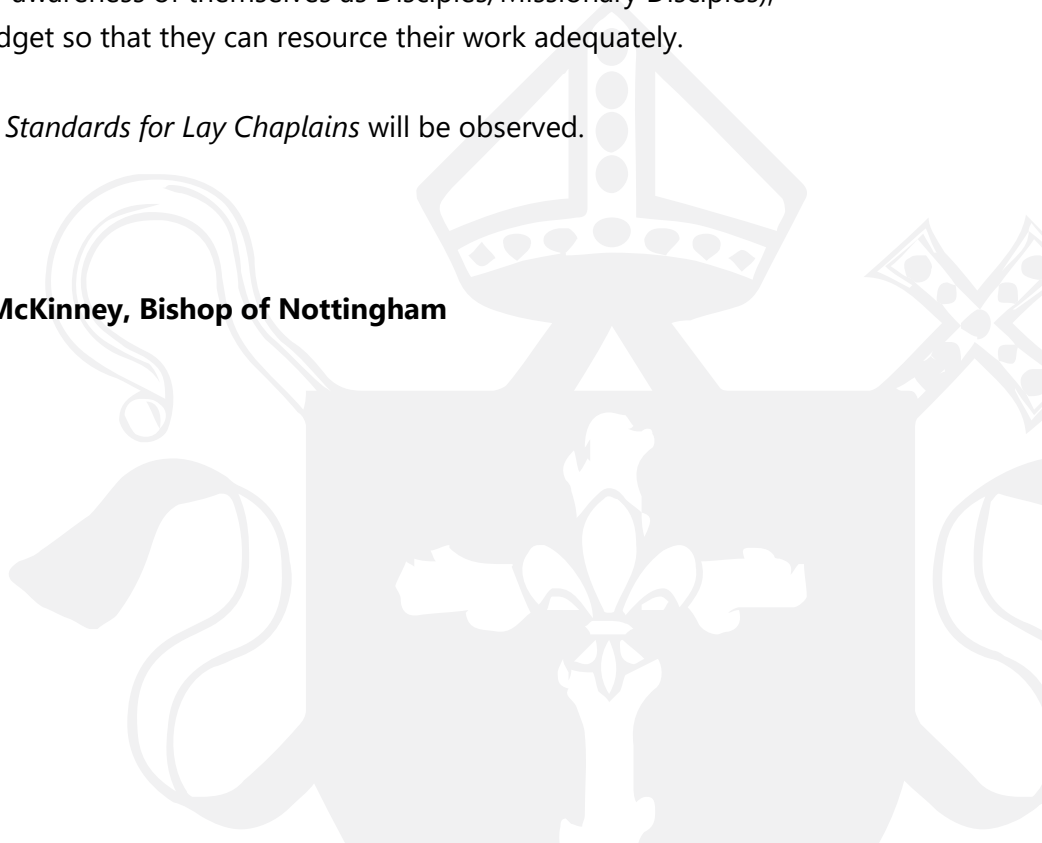 awareness of themselves as Disciples/Missionary Disciples),
dget so that they can resource their work adequately.
Standards for Lay Chaplains will be observed.
McKinney, Bishop of Nottingham